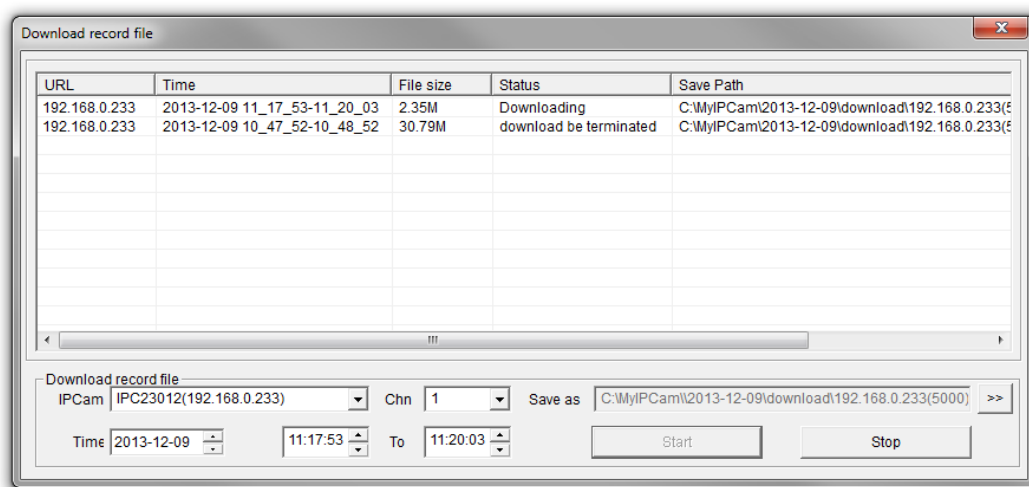 Download record file
URL Time File size Status Save Path
192.168.0.233 2013-12-09 11_17_53-11_20_03 2.35M Downloading C:\MyIPCam\2013-12-09\download\192.168.0.233(5
192.168.0.233 2013-12-09 10_47_52-10_48_52 30.79M download be terminated C:\MyIPCam\2013-12-09\download\192.168.0.233(5
Download record file
IPCam IPC23012(192.168.0.233) Chn 1 Save as C:\MyIPCam\\2013-12-09\download\192.168.0.233(5000) >>
Time 2013-12-09 11:17:53 To 11:20:03 Start Stop